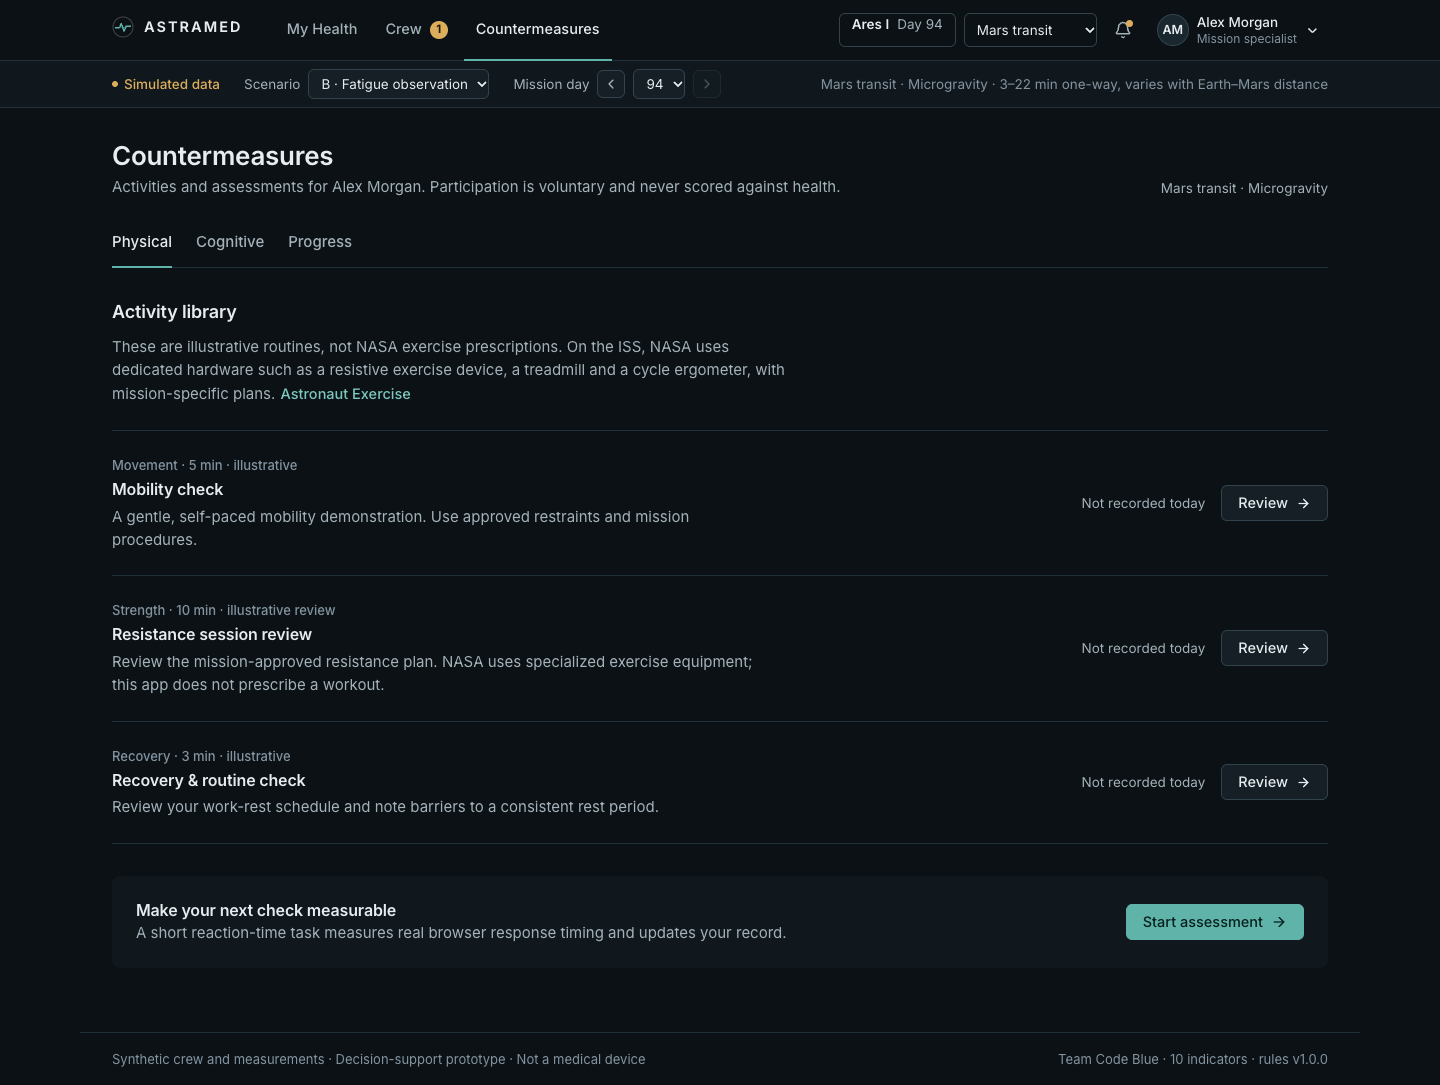 ASTRAMED
My Health
Crew 1
Countermeasures
Ares I Day 94
Mars transit
AM
Alex Morgan
Mission specialist
Simulated data
Scenario
B · Fatigue observation
Mission day
94
Mars transit · Microgravity · 3–22 min one-way, varies with Earth–Mars distance
Countermeasures
Activities and assessments for Alex Morgan. Participation is voluntary and never scored against health.
Mars transit · Microgravity
Physical
Cognitive
Progress
Activity library
These are illustrative routines, not NASA exercise prescriptions. On the ISS, NASA uses
dedicated hardware such as a resistive exercise device, a treadmill and a cycle ergometer, with
mission-specific plans. Astronaut Exercise
Movement · 5 min · illustrative
Mobility check
A gentle, self-paced mobility demonstration. Use approved restraints and mission
procedures.
Not recorded today
Review →
Strength · 10 min · illustrative review
Resistance session review
Review the mission-approved resistance plan. NASA uses specialized exercise equipment;
this app does not prescribe a workout.
Not recorded today
Review →
Recovery · 3 min · illustrative
Recovery & routine check
Review your work-rest schedule and note barriers to a consistent rest period.
Not recorded today
Review →
Make your next check measurable
A short reaction-time task measures real browser response timing and updates your record.
Start assessment →
Synthetic crew and measurements · Decision-support prototype · Not a medical device
Team Code Blue · 10 indicators · rules v1.0.0